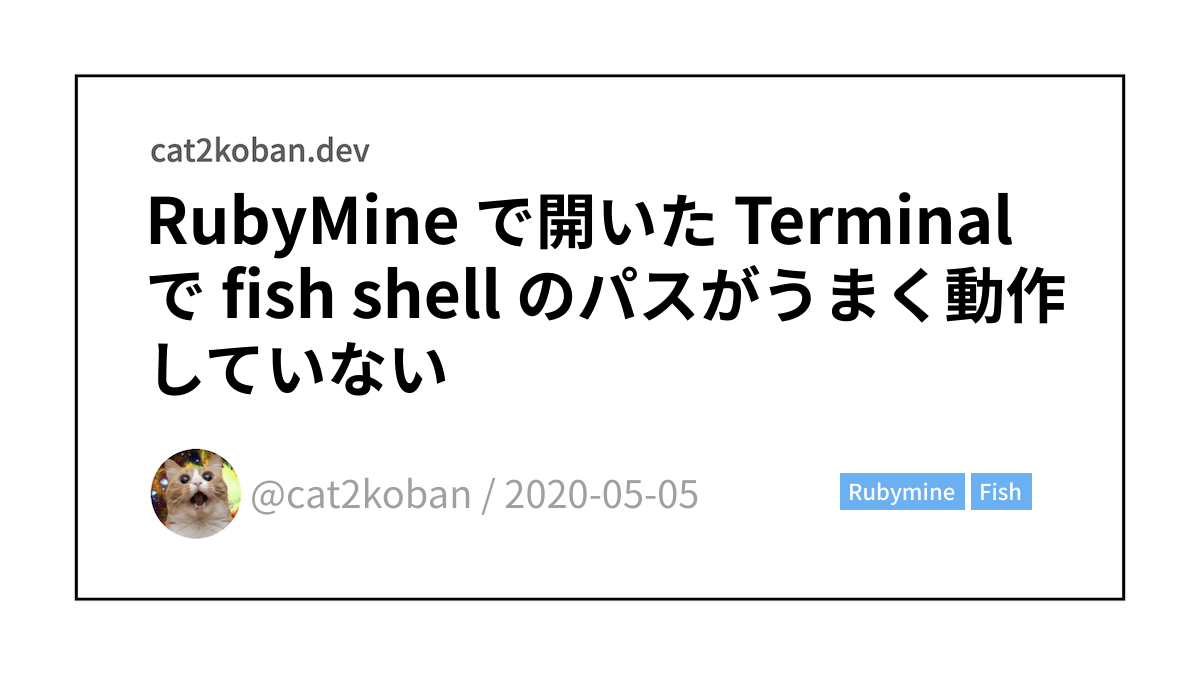 cat2koban.dev
RubyMine で開いた Terminal
で fish shell のパスがうまく動作
していない
@cat2koban / 2020-05-05
Rubymine Fish